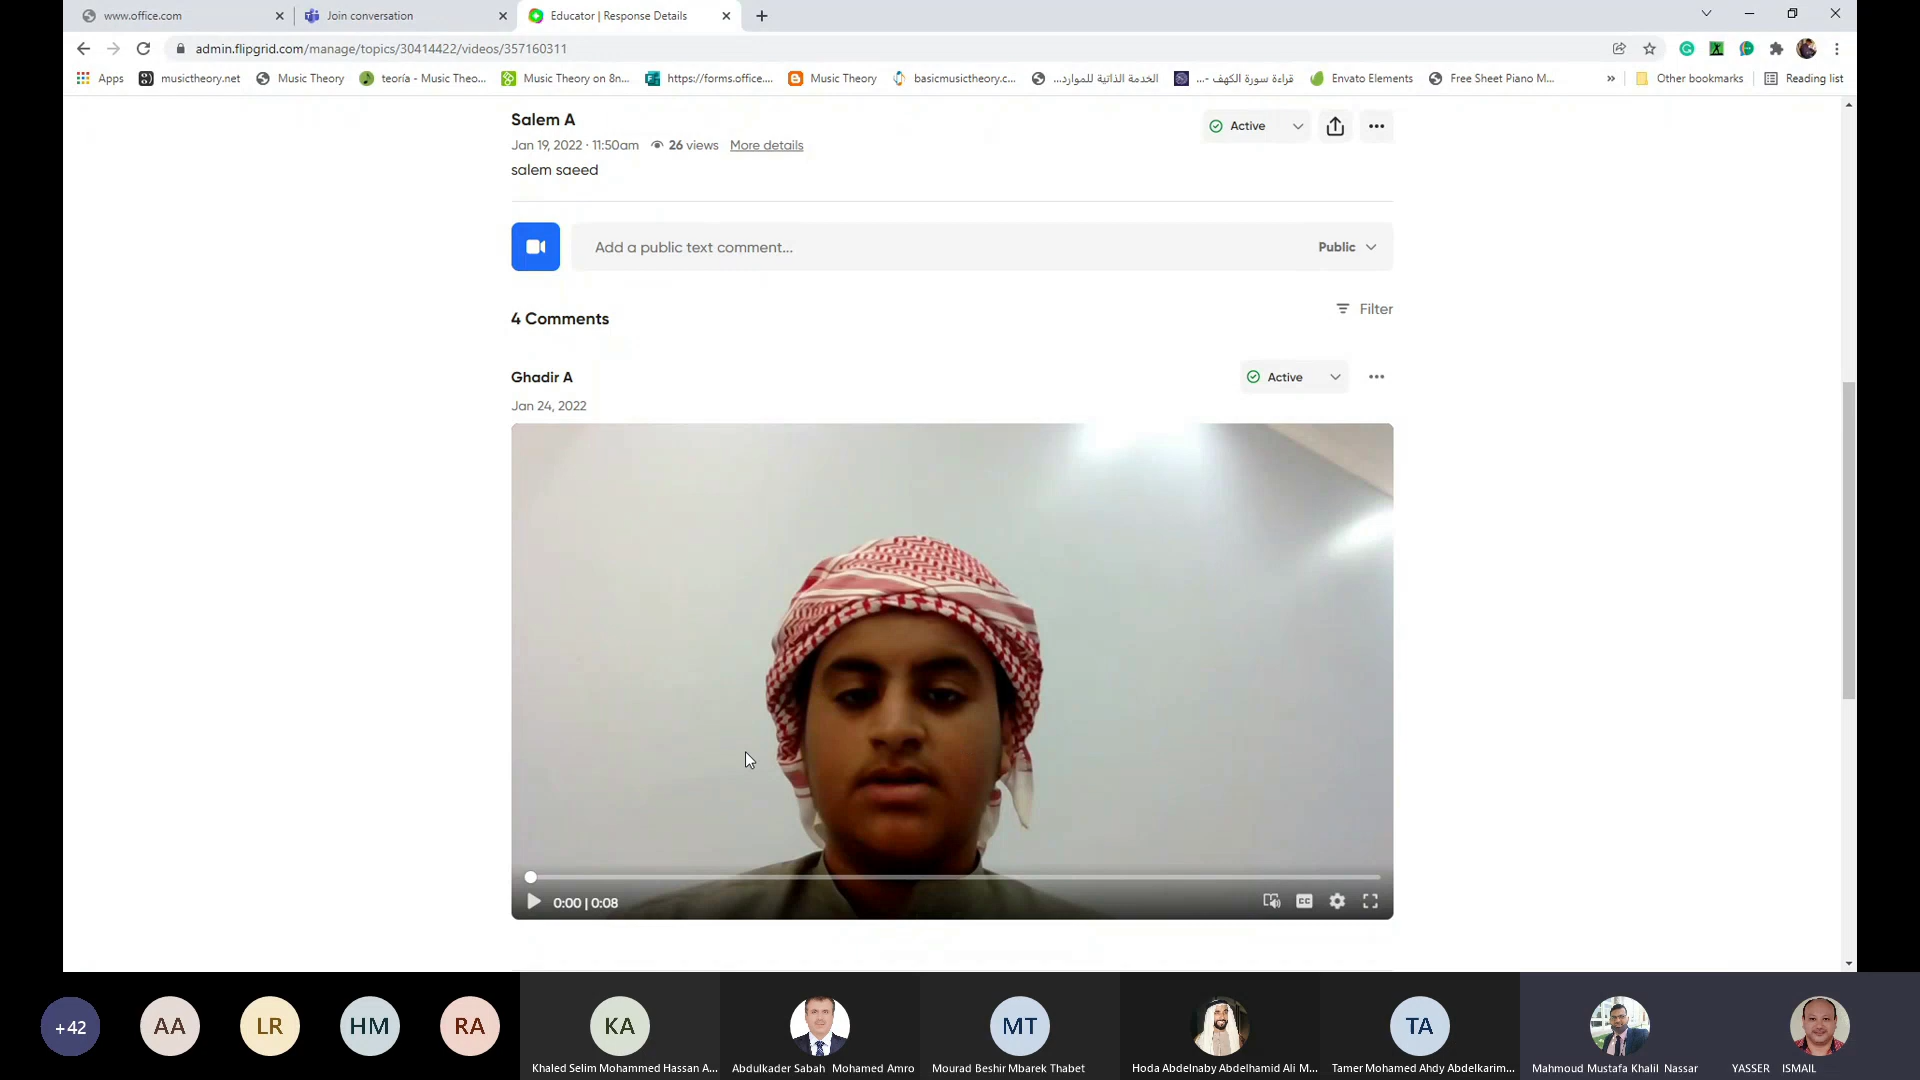 www.office.com
Join conversation
Educator | Response Details
admin.flipgrid.com/manage/topics/30414422/videos/357160311
Apps
musictheory.net
Music Theory
teoría - Music Theo...
Music Theory on 8n...
https://forms.office....
Music Theory
basicmusictheory.c...
الخدمة الذاتية للموارد...
قراءة سورة الكهف -...
Envato Elements
Free Sheet Piano M...
»
Other bookmarks
Reading list
Salem A
Active
Jan 19, 2022 · 11:50am
26 views
More details
salem saeed
Add a public text comment...
Public
4 Comments
Filter
Ghadir A
Active
Jan 24, 2022
0:00 | 0:08
CC
+42
AA
LR
HM
RA
KA
MT
TA
Khaled Selim Mohammed Hassan A...
Abdulkader Sabah Mohamed Amro
Mourad Beshir Mbarek Thabet
Hoda Abdelnaby Abdelhamid Ali M...
Tamer Mohamed Ahdy Abdelkarim...
Mahmoud Mustafa Khalil Nassar
YASSER ISMAIL